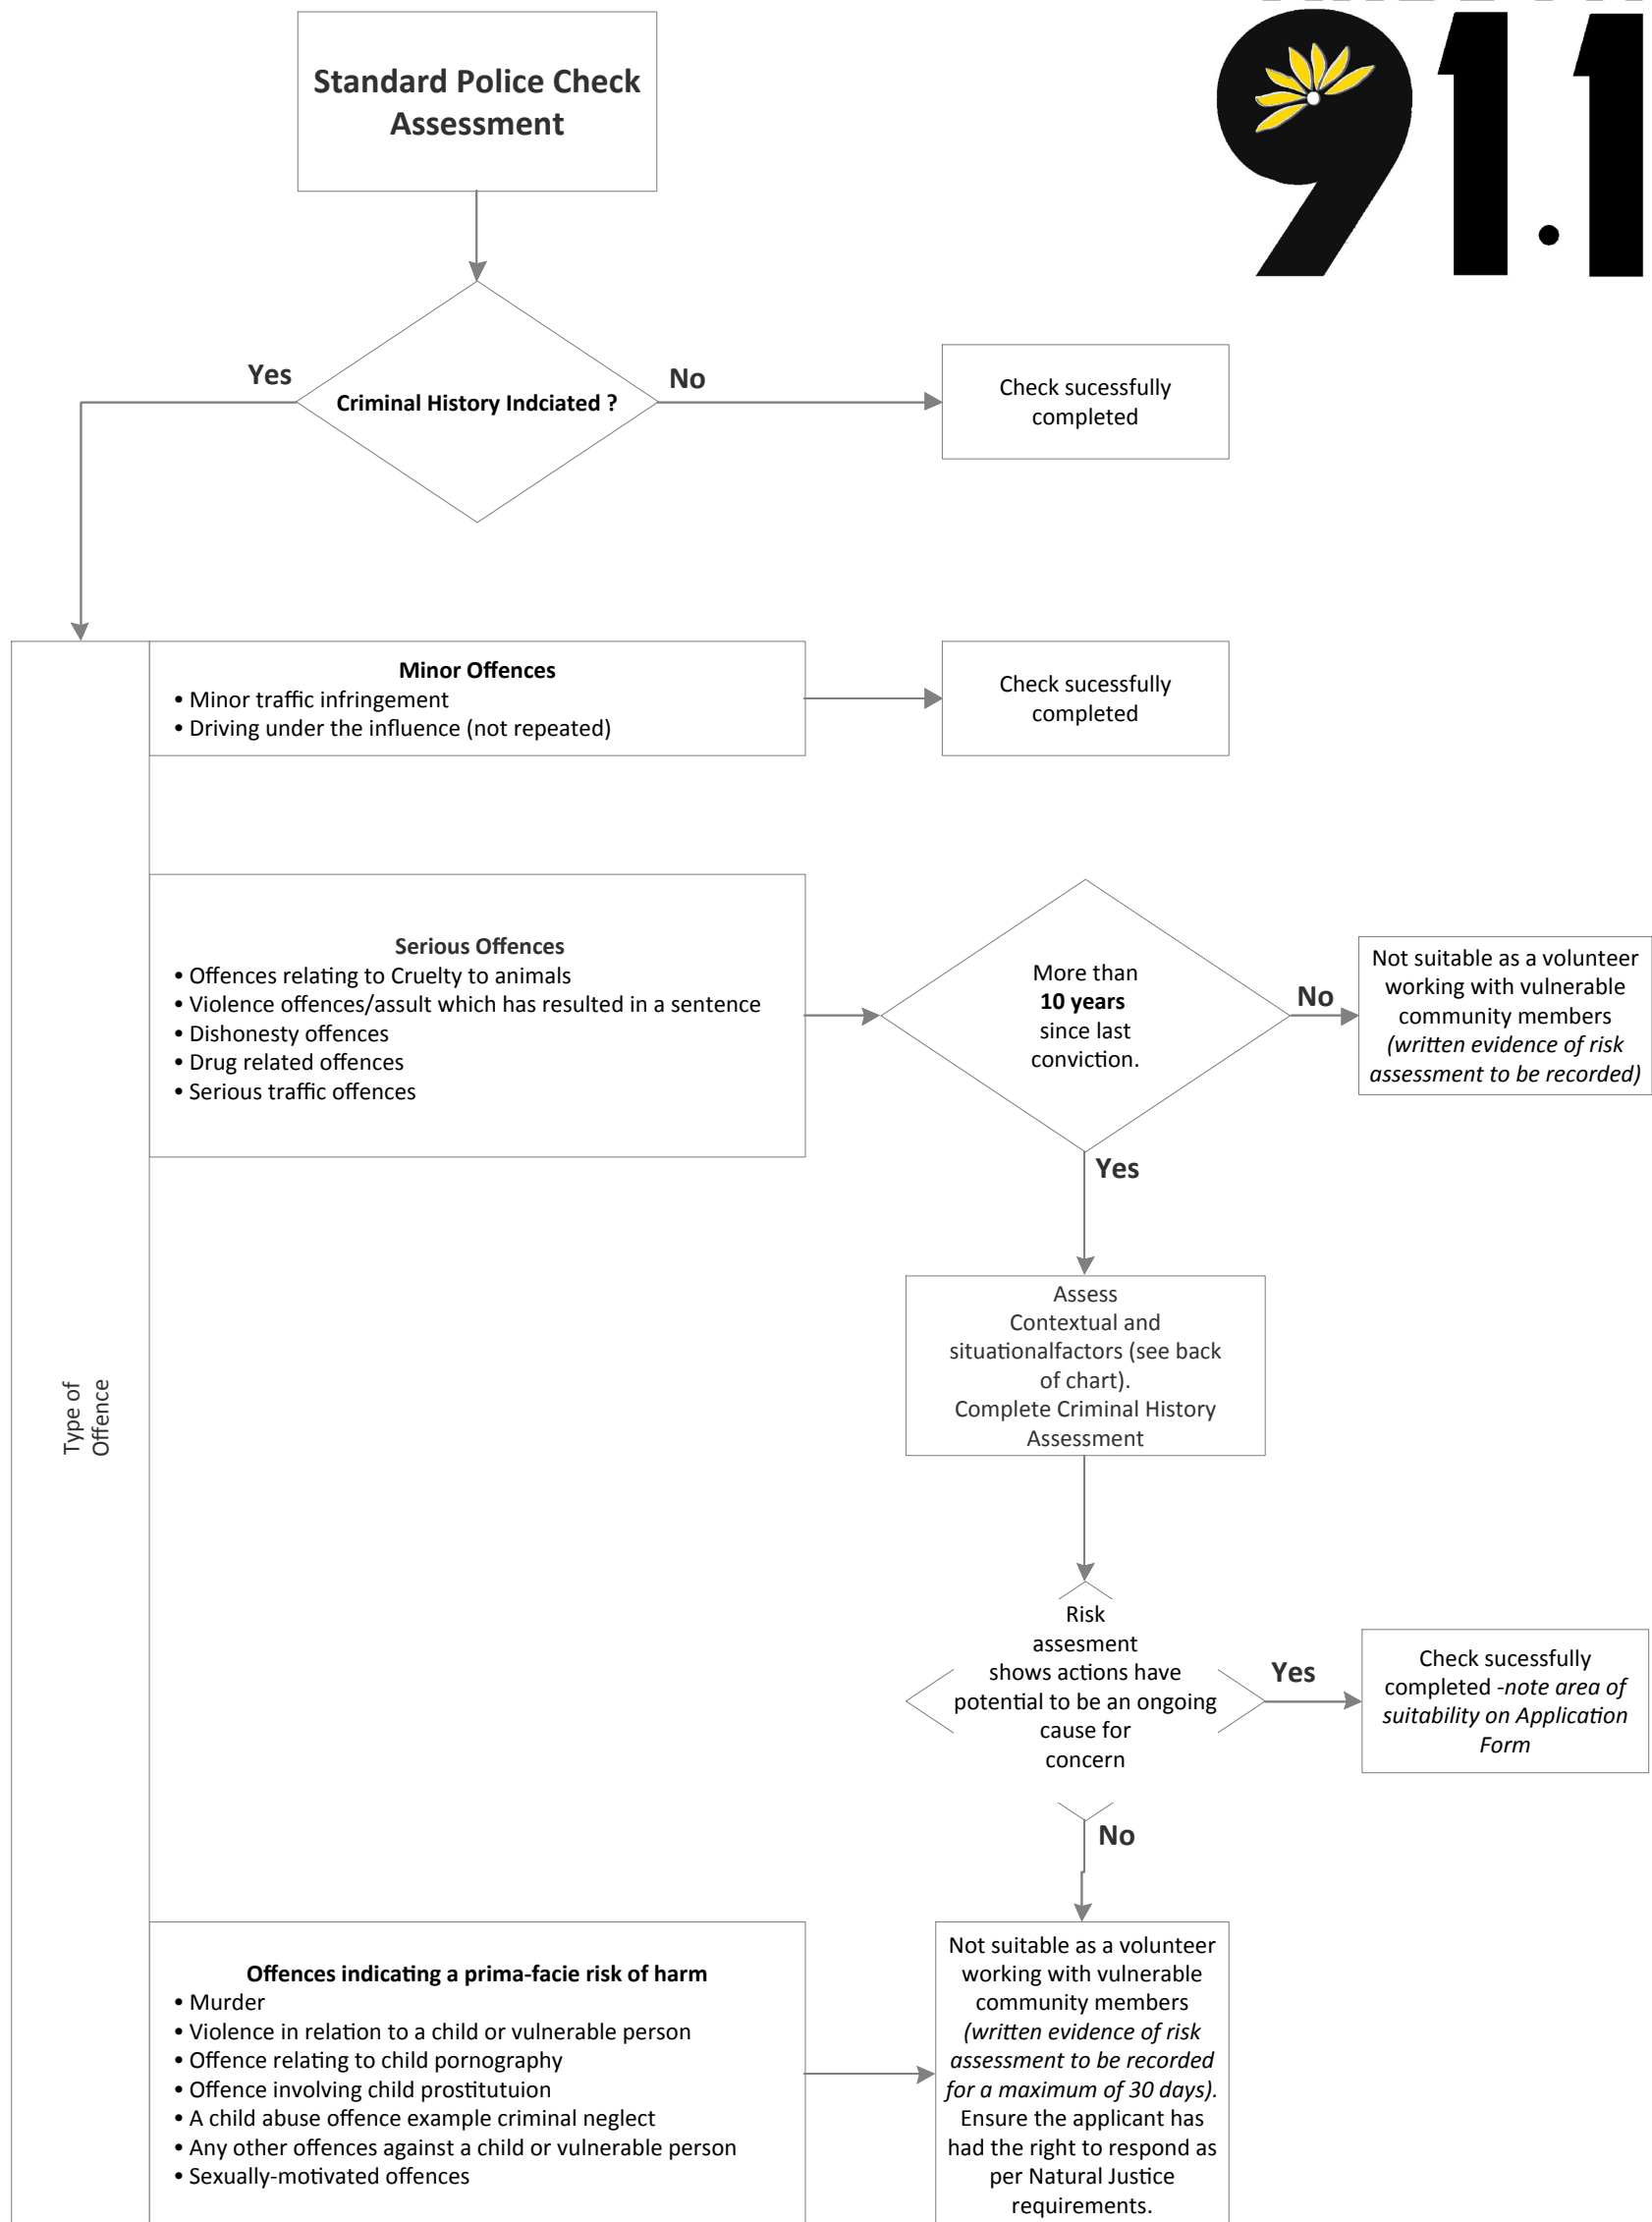 Standard Police Check
Assessment
91.1
Criminal History Indciated ?
Yes
No
Check sucessfully
completed
Minor Offences
• Minor traffic infringement
• Driving under the influence (not repeated)
Check sucessfully
completed
Serious Offences
• Offences relating to Cruelty to animals
• Violence offences/assult which has resulted in a sentence
• Dishonesty offences
• Drug related offences
• Serious traffic offences
More than
10 years
since last
conviction.
No
Not suitable as a volunteer
working with vulnerable
community members
(written evidence of risk
assessment to be recorded)
Yes
Assess
Contextual and
situationalfactors (see back
of chart).
Complete Criminal History
Assessment
Type of
Offence
Risk
assesment
shows actions have
potential to be an ongoing
cause for
concern
Yes
Check sucessfully
completed -note area of
suitability on Application
Form
No
Offences indicating a prima-facie risk of harm
• Murder
• Violence in relation to a child or vulnerable person
• Offence relating to child pornography
• Offence involving child prostitutuion
• A child abuse offence example criminal neglect
• Any other offences against a child or vulnerable person
• Sexually-motivated offences
Not suitable as a volunteer
working with vulnerable
community members
(written evidence of risk
assessment to be recorded
for a maximum of 30 days).
Ensure the applicant has
had the right to respond as
per Natural Justice
requirements.